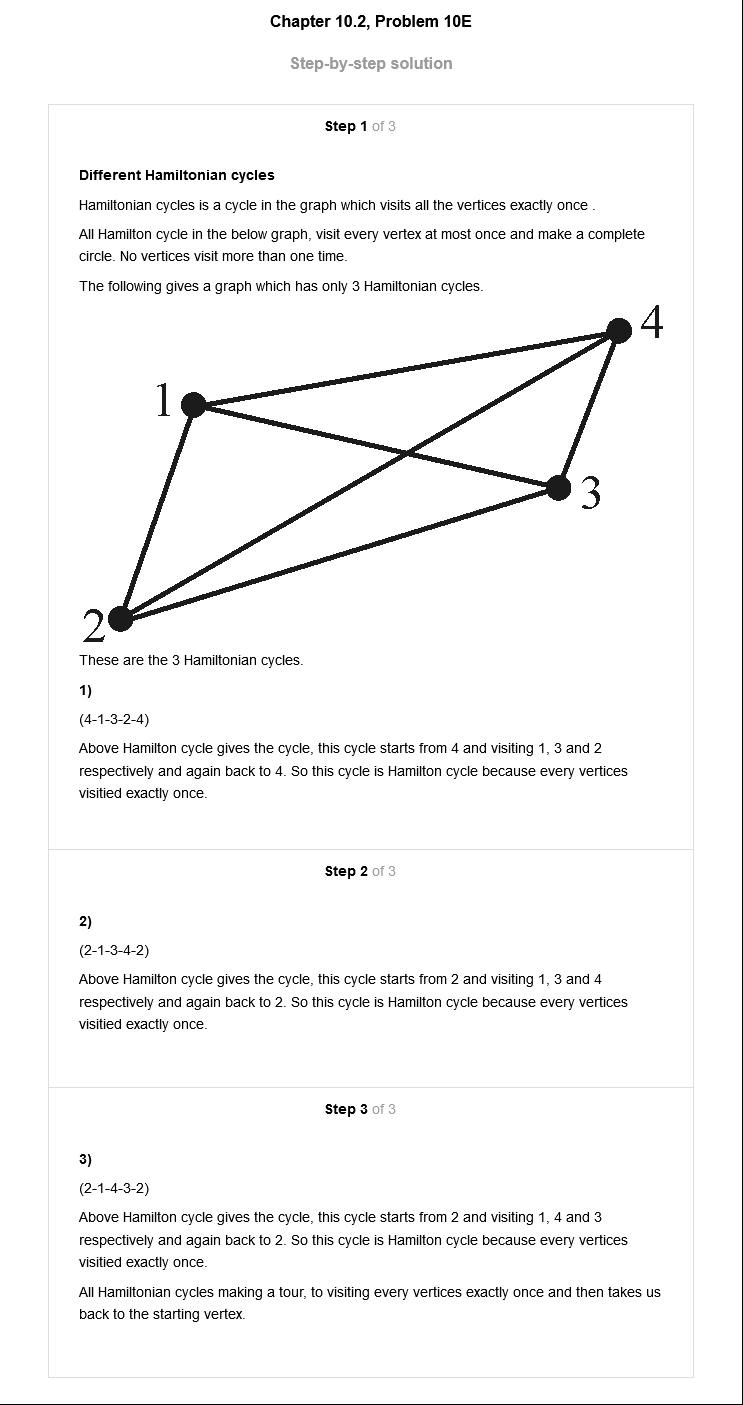 Chapter 10.2, Problem 10E
Step-by-step solution
Step 1 of 3
Different Hamiltonian cycles
Hamiltonian cycles is a cycle in the graph which visits all the vertices exactly once .
All Hamilton cycle in the below graph, visit every vertex at most once and make a complete
circle. No vertices visit more than one time.
The following gives a graph which has only 3 Hamiltonian cycles.
4
1
3
2
These are the 3 Hamiltonian cycles.
1)
(4-1-3-2-4)
Above Hamilton cycle gives the cycle, this cycle starts from 4 and visiting 1, 3 and 2
respectively and again back to 4. So this cycle is Hamilton cycle because every vertices
visitied exactly once.
Step 2 of 3
2)
(2-1-3-4-2)
Above Hamilton cycle gives the cycle, this cycle starts from 2 and visiting 1, 3 and 4
respectively and again back to 2. So this cycle is Hamilton cycle because every vertices
visitied exactly once.
Step 3 of 3
3)
(2-1-4-3-2)
Above Hamilton cycle gives the cycle, this cycle starts from 2 and visiting 1, 4 and 3
respectively and again back to 2. So this cycle is Hamilton cycle because every vertices
visitied exactly once.
All Hamiltonian cycles making a tour, to visiting every vertices exactly once and then takes us
back to the starting vertex.